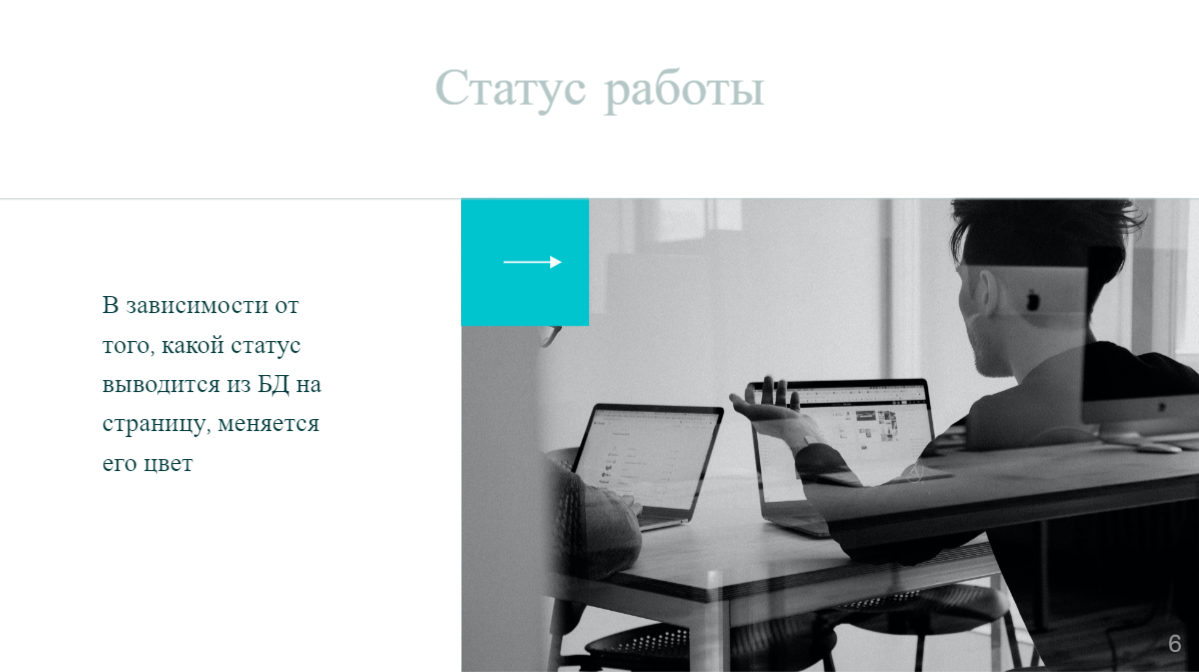 Статус работы
В зависимости от
того, какой статус
выводится из БД на
страницу, меняется
его цвет
6